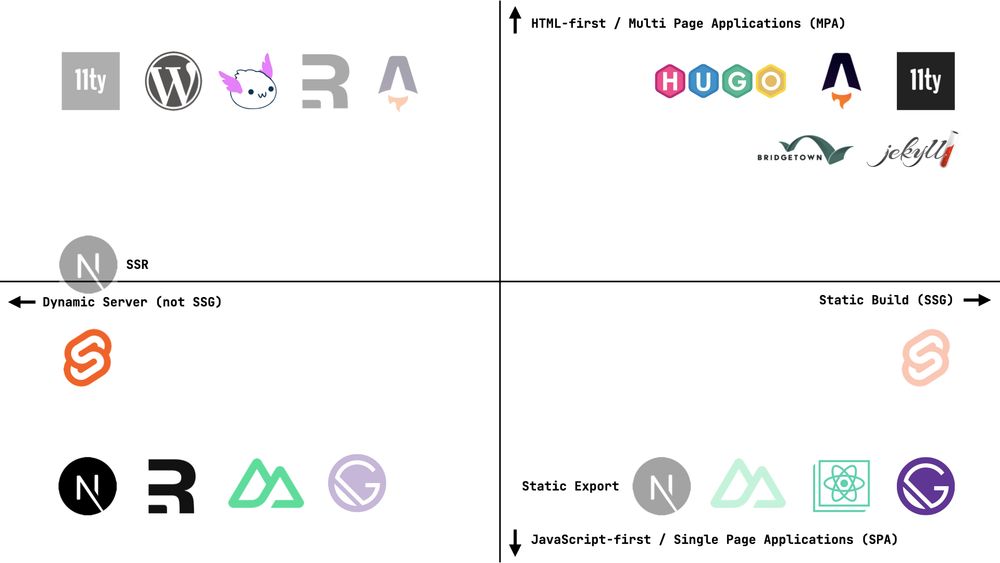 HTML-first / Multi Page Applications (MPA)
11ty
HUGO
11ty
BRIDGETOWN
jekyll
SSR
Dynamic Server (not SSG)
Static Build (SSG)
Static Export
JavaScript-first / Single Page Applications (SPA)